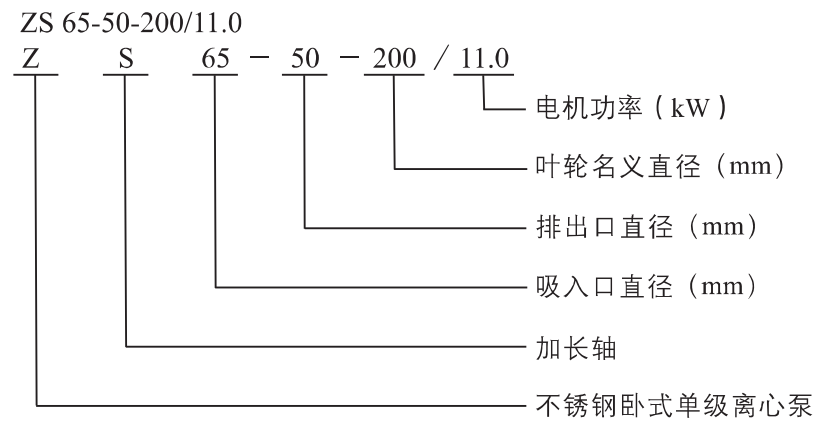 ZS 65-50-200/11.0
Z S 65 - 50 - 200 / 11.0
电机功率(kW)
叶轮名义直径(mm)
排出口直径(mm)
吸入口直径(mm)
加长轴
不锈钢卧式单级离心泵